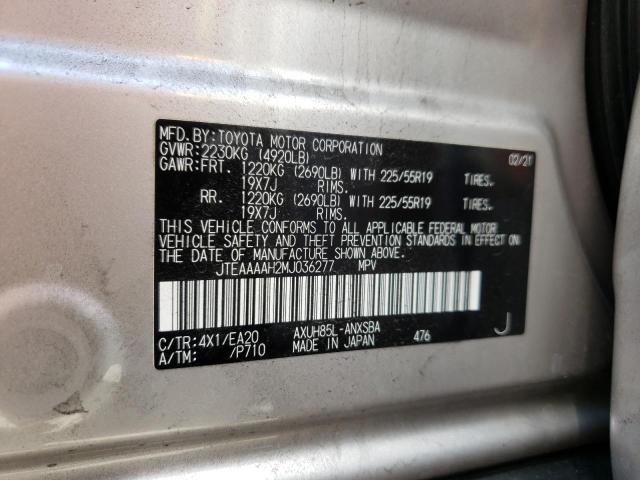 MFD.BY:TOYOTA MOTOR CORPORATION 02/21
GVWR:2230KG (4920LB)
GAWR:FRT. 1220KG (2690LB) WITH 225/55R19 TIRES.
19X7J RIMS.
RR. 1220KG (2690LB) WITH 225/55R19 TIRES.
19X7J RIMS.
THIS VEHICLE CONFORMS TO ALL APPLICABLE FEDERAL MOTOR
VEHICLE SAFETY AND THEFT PREVENTION STANDARDS IN EFFECT ON
THE DATE OF MANUFACTURE SHOWN ABOVE.
JTEAAAAH2MJ036277 MPV
C/TR:4X1/EA20 AXUH85L-ANXSBA J
A/TM: /P710 MADE IN JAPAN 476